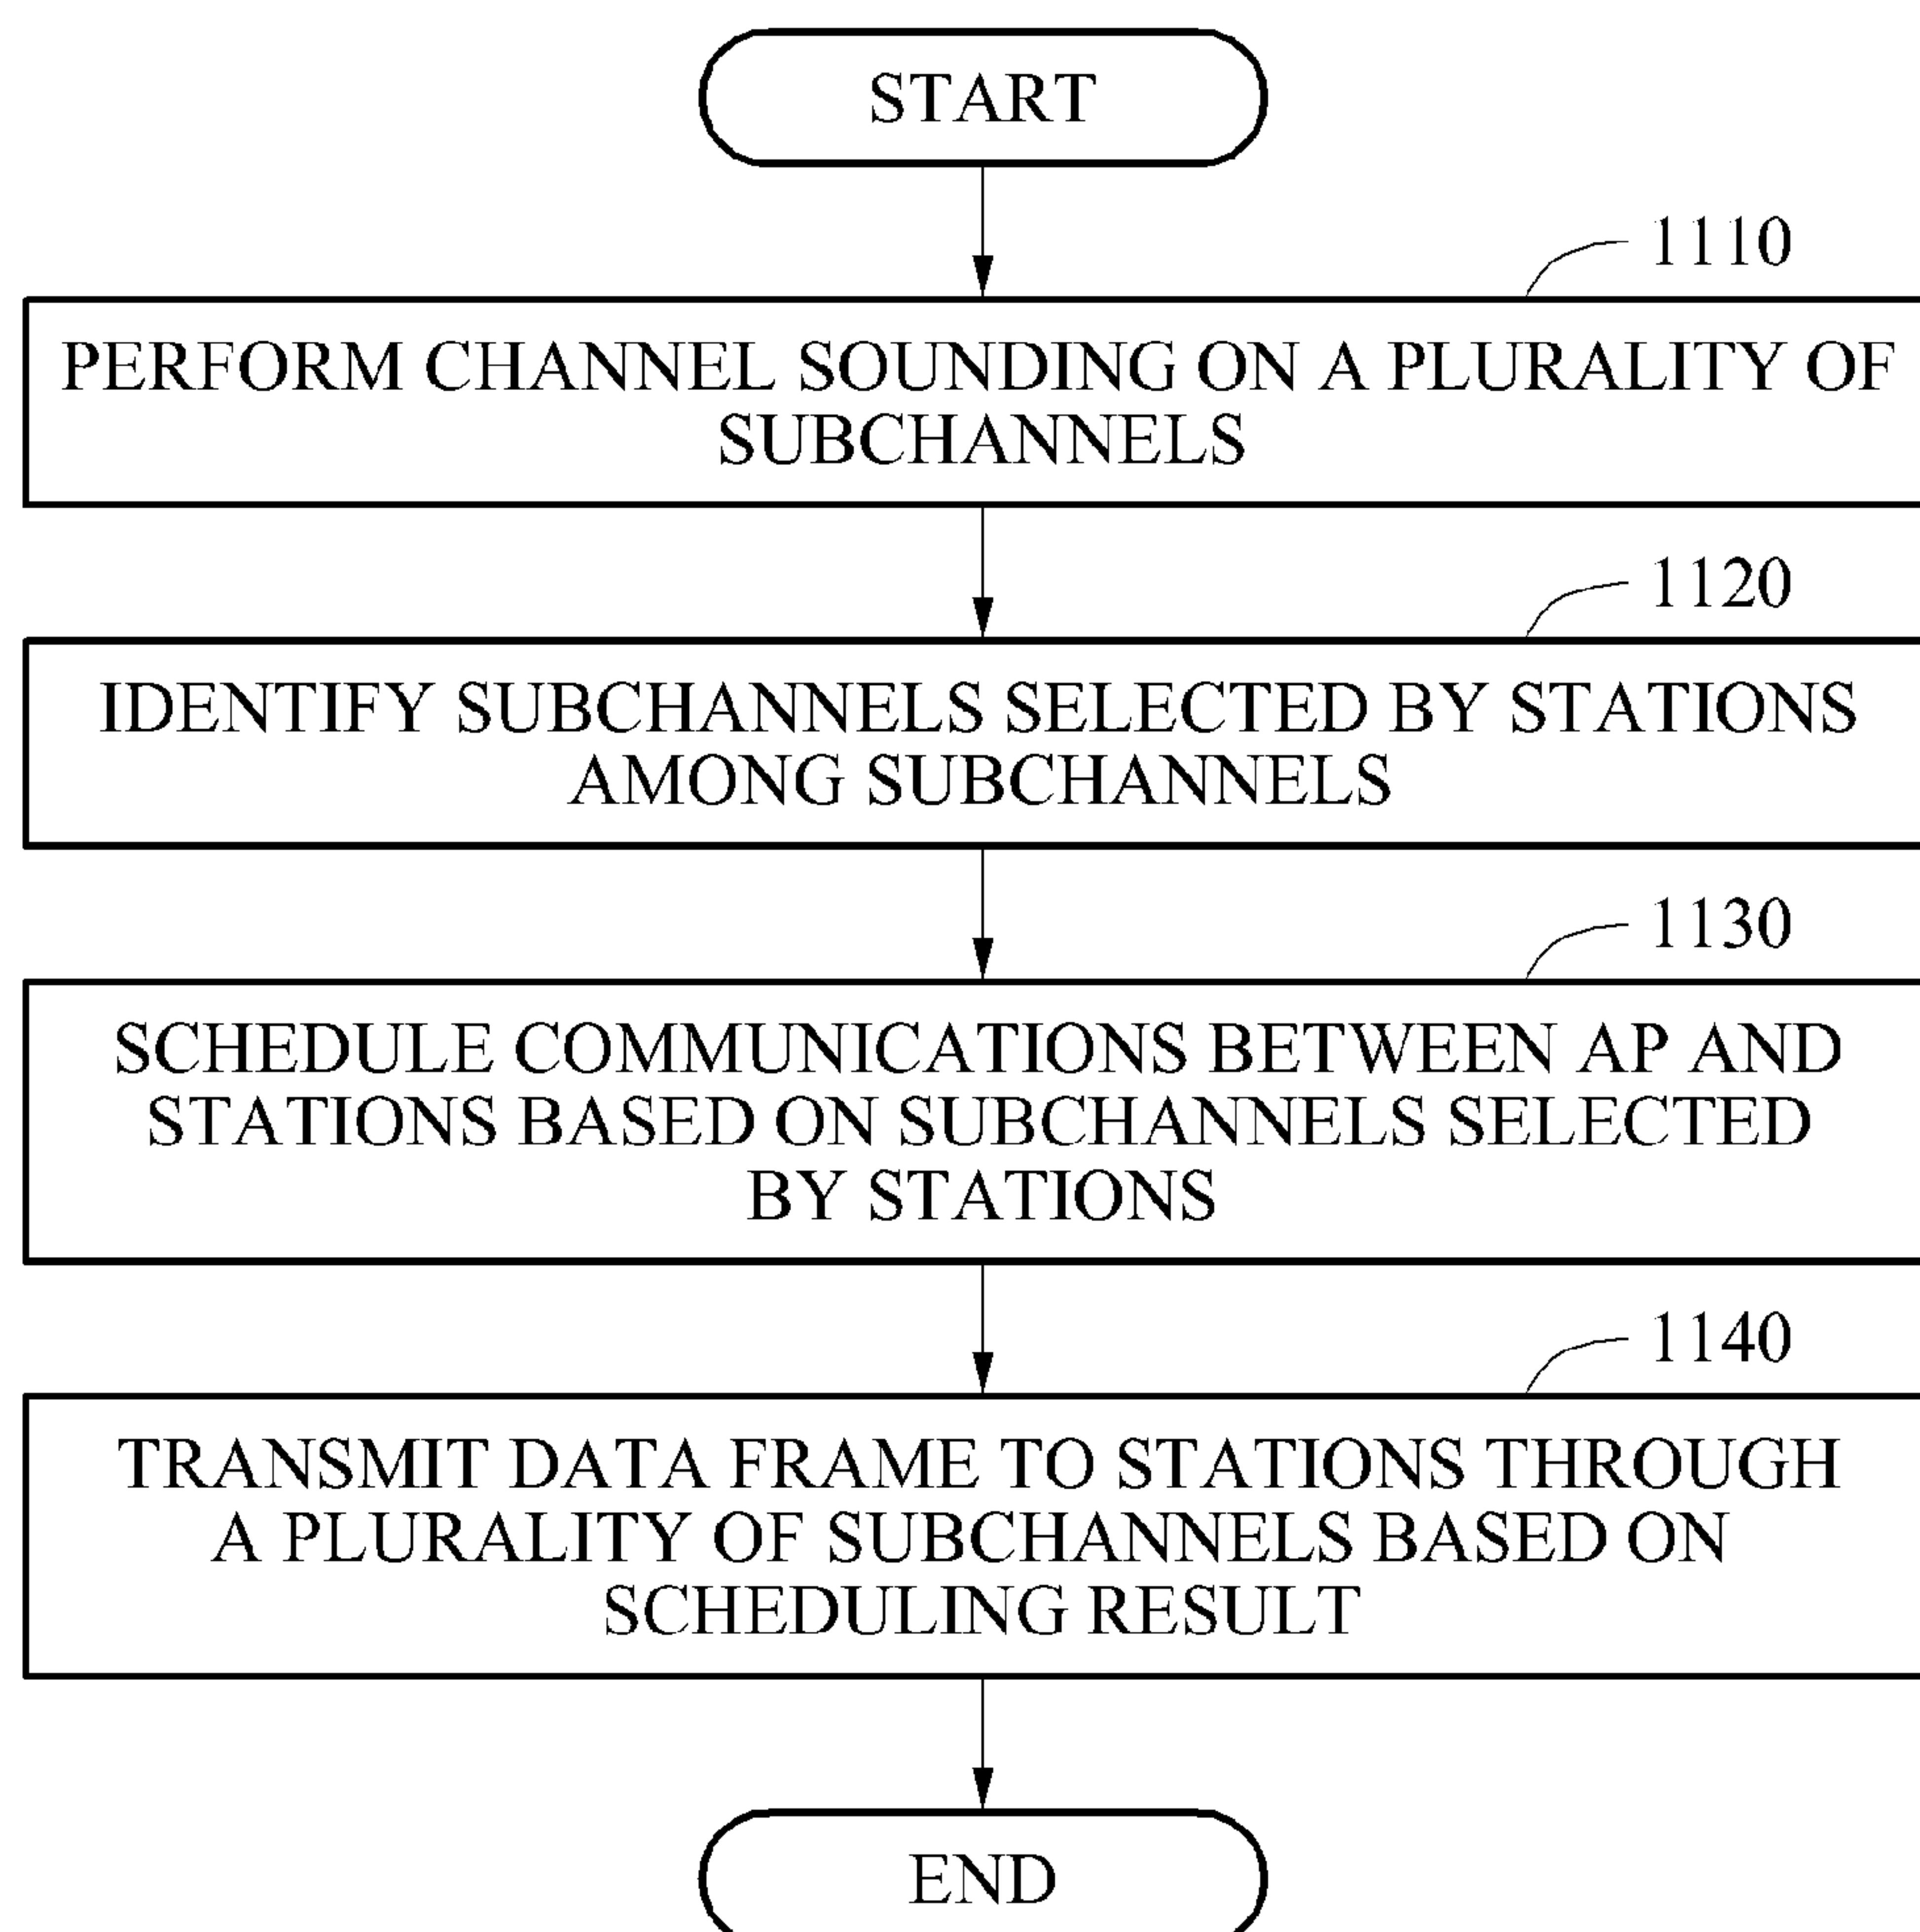 START
1110
PERFORM CHANNEL SOUNDING ON A PLURALITY OF
SUBCHANNELS
1120
IDENTIFY SUBCHANNELS SELECTED BY STATIONS
AMONG SUBCHANNELS
1130
SCHEDULE COMMUNICATIONS BETWEEN AP AND
STATIONS BASED ON SUBCHANNELS SELECTED
BY STATIONS
1140
TRANSMIT DATA FRAME TO STATIONS THROUGH
A PLURALITY OF SUBCHANNELS BASED ON
SCHEDULING RESULT
END